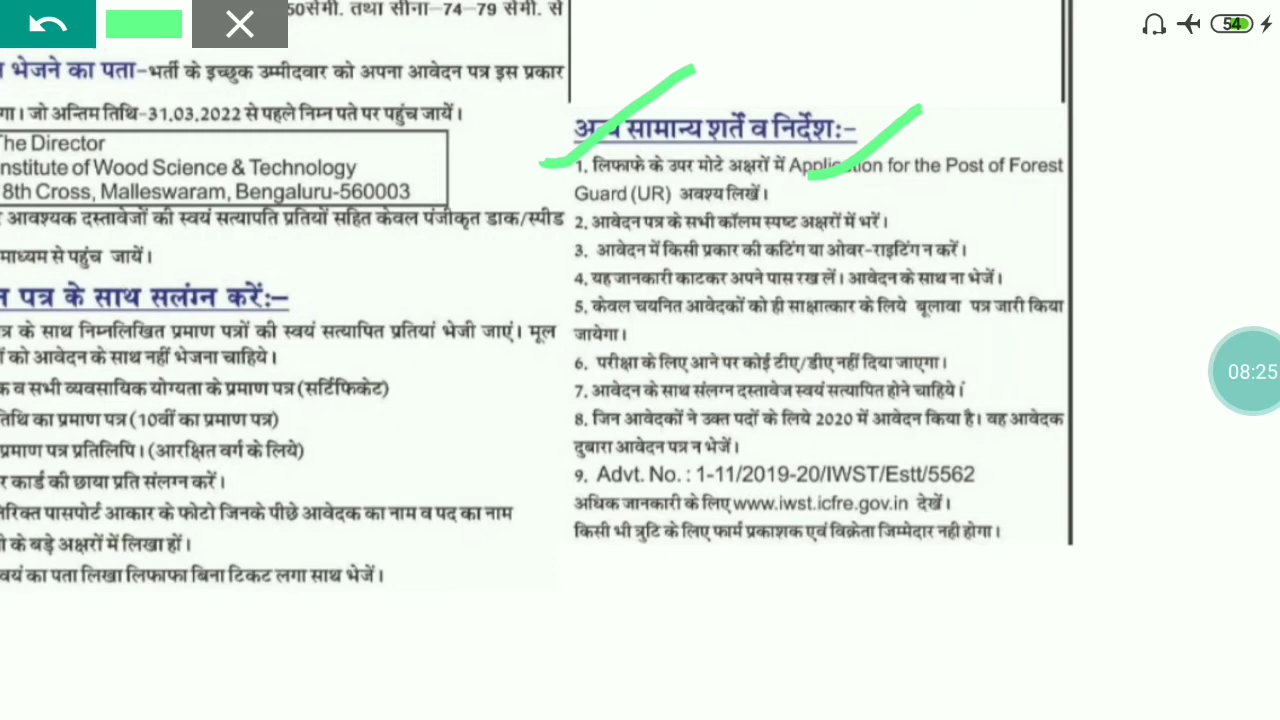 50सेमी. तथा सीना–74–79 सेमी. से
भेजने का पता–भर्ती के इच्छुक उम्मीदवार को अपना आवेदन पत्र इस प्रकार
गा। जो अन्तिम तिथि–31.03.2022 से पहले निम्न पते पर पहुंच जायें।
he Director
nstitute of Wood Science & Technology
8th Cross, Malleswaram, Bengaluru-560003
आवश्यक दस्तावेजों की स्वयं सत्यापति प्रतियों सहित केवल पंजीकृत डाक/स्पीड
माध्यम से पहुंच जायें।
न पत्र के साथ सलंग्न करें:–
त्र के साथ निम्नलिखित प्रमाण पत्रों की स्वयं सत्यापित प्रतियां भेजी जाएं। मूल
ों को आवेदन के साथ नहीं भेजना चाहिये।
क व सभी व्यवसायिक योग्यता के प्रमाण पत्र (सर्टिफिकेट)
तिथि का प्रमाण पत्र (10वीं का प्रमाण पत्र)
प्रमाण पत्र प्रतिलिपि। (आरक्षित वर्ग के लिये)
र कार्ड की छाया प्रति संलग्न करें।
तेरिक्त पासपोर्ट आकार के फोटो जिनके पीछे आवेदक का नाम व पद का नाम
ी के बड़े अक्षरों में लिखा हों।
वयं का पता लिखा लिफाफा बिना टिकट लगा साथ भेजें।
अन्य सामान्य शर्तें व निर्देश:–
1. लिफाफे के उपर मोटे अक्षरों में Application for the Post of Forest
Guard (UR) अवश्य लिखें।
2. आवेदन पत्र के सभी कॉलम स्पष्ट अक्षरों में भरें।
3. आवेदन में किसी प्रकार की कटिंग या ओवर–राइटिंग न करें।
4. यह जानकारी काटकर अपने पास रख लें। आवेदन के साथ ना भेजें।
5. केवल चयनित आवेदकों को ही साक्षात्कार के लिये बूलावा पत्र जारी किया
जायेगा।
6. परीक्षा के लिए आने पर कोई टीए/डीए नहीं दिया जाएगा।
7. आवेदन के साथ संलग्न दस्तावेज स्वयं सत्यापित होने चाहिये।
8. जिन आवेदकों ने उक्त पदों के लिये 2020 में आवेदन किया है। वह आवेदक
दुबारा आवेदन पत्र न भेजें।
9. Advt. No. : 1-11/2019-20/IWST/Estt/5562
अधिक जानकारी के लिए www.iwst.icfre.gov.in देखें।
किसी भी त्रुटि के लिए फार्म प्रकाशक एवं विक्रेता जिम्मेदार नही होगा।
54
08:25